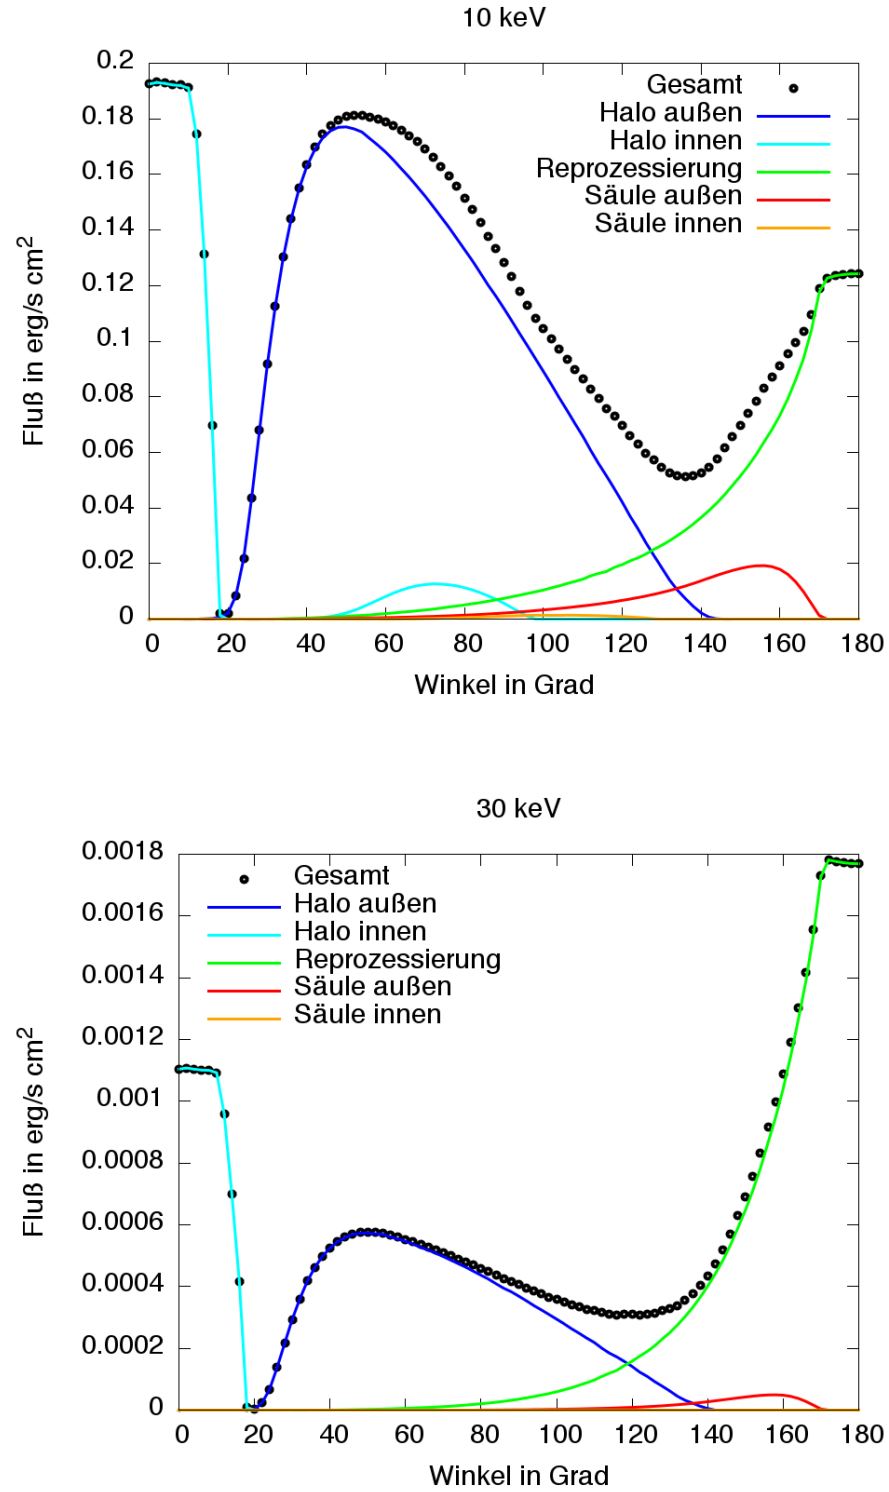 10 keV
0.2
0.18
0.16
0.14
0.12
0.1
0.08
0.06
0.04
0.02
0
Fluß in erg/s cm²
Gesamt
Halo außen
Halo innen
Reprozessierung
Säule außen
Säule innen
0 20 40 60 80 100 120 140 160 180
Winkel in Grad
30 keV
0.0018
0.0016
0.0014
0.0012
0.001
0.0008
0.0006
0.0004
0.0002
0
Fluß in erg/s cm²
Gesamt
Halo außen
Halo innen
Reprozessierung
Säule außen
Säule innen
0 20 40 60 80 100 120 140 160 180
Winkel in Grad